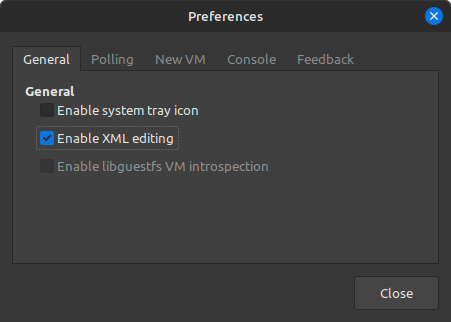 Preferences
General Polling New VM Console Feedback
General
Enable system tray icon
Enable XML editing
Enable libguestfs VM introspection
Close